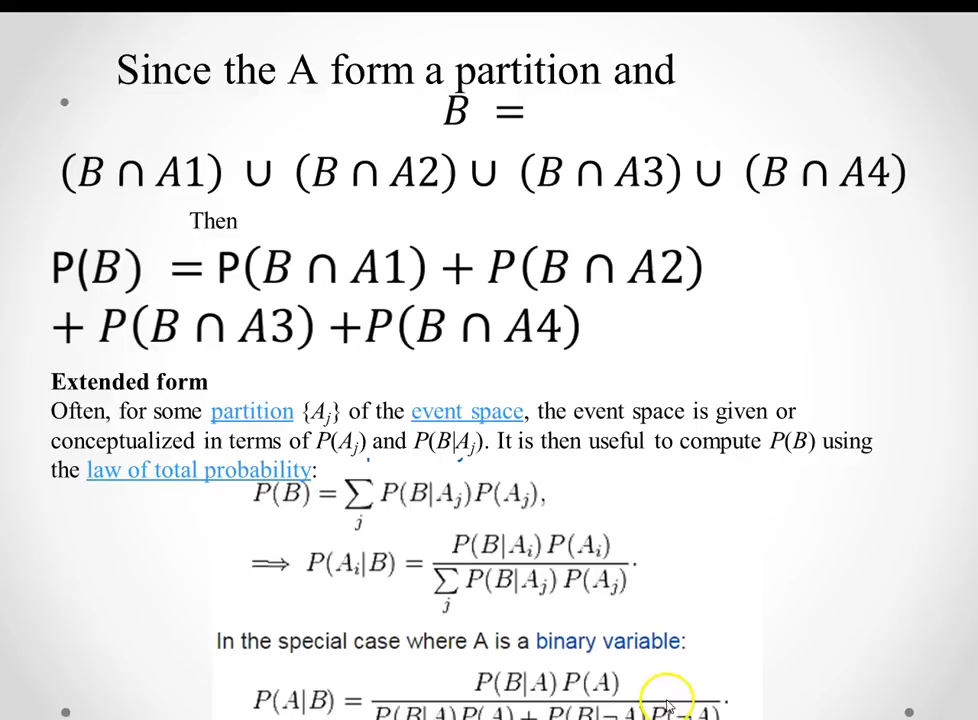 Since the A form a partition and
B =
(B ∩ A1) ∪ (B ∩ A2) ∪ (B ∩ A3) ∪ (B ∩ A4)
Then
P(B) = P(B ∩ A1) + P(B ∩ A2)
+ P(B ∩ A3) +P(B ∩ A4)
Extended form
Often, for some partition {Aj} of the event space, the event space is given or
conceptualized in terms of P(Aj) and P(B|Aj). It is then useful to compute P(B) using
the law of total probability:
P(B) = ∑j P(B|Aj)P(Aj),
⟹ P(Ai|B) = P(B|Ai) P(Ai) / ∑j P(B|Aj) P(Aj) .
In the special case where A is a binary variable:
P(A|B) = P(B|A) P(A) / P(B|A)P(A) + P(B|¬A)P(¬A) .